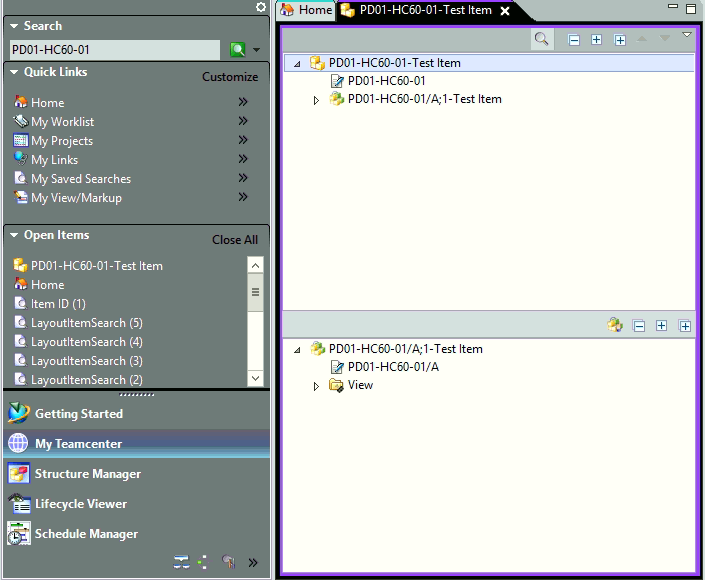 Search
PD01-HC60-01
Quick Links
Customize
Home
My Worklist
My Projects
My Links
My Saved Searches
My View/Markup
Open Items
Close All
PD01-HC60-01-Test Item
Home
Item ID (1)
LayoutItemSearch (5)
LayoutItemSearch (4)
LayoutItemSearch (3)
LayoutItemSearch (2)
Getting Started
My Teamcenter
Structure Manager
Lifecycle Viewer
Schedule Manager
Home
PD01-HC60-01-Test Item
PD01-HC60-01-Test Item
PD01-HC60-01
PD01-HC60-01/A;1-Test Item
PD01-HC60-01/A;1-Test Item
PD01-HC60-01/A
View